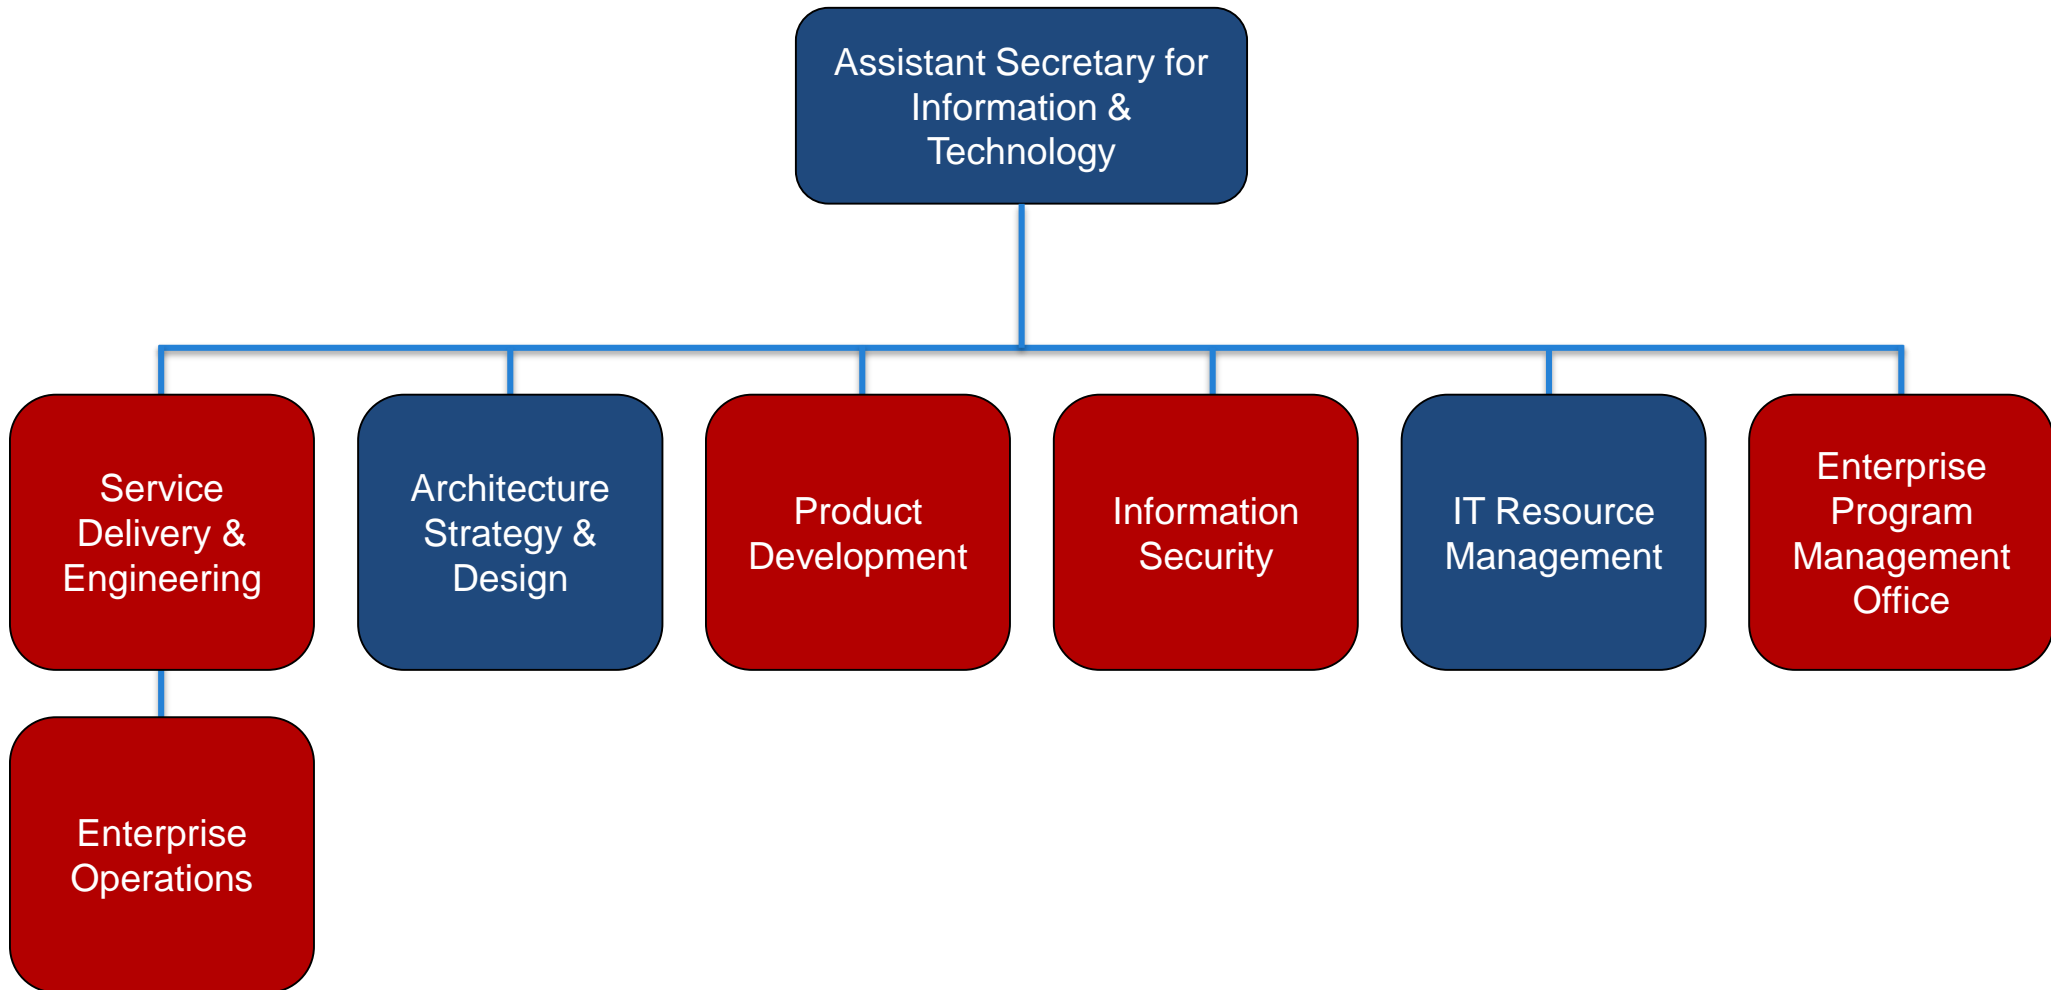 Assistant Secretary for
Information &
Technology
Service
Delivery &
Engineering
Architecture
Strategy &
Design
Product
Development
Information
Security
IT Resource
Management
Enterprise
Program
Management
Office
Enterprise
Operations